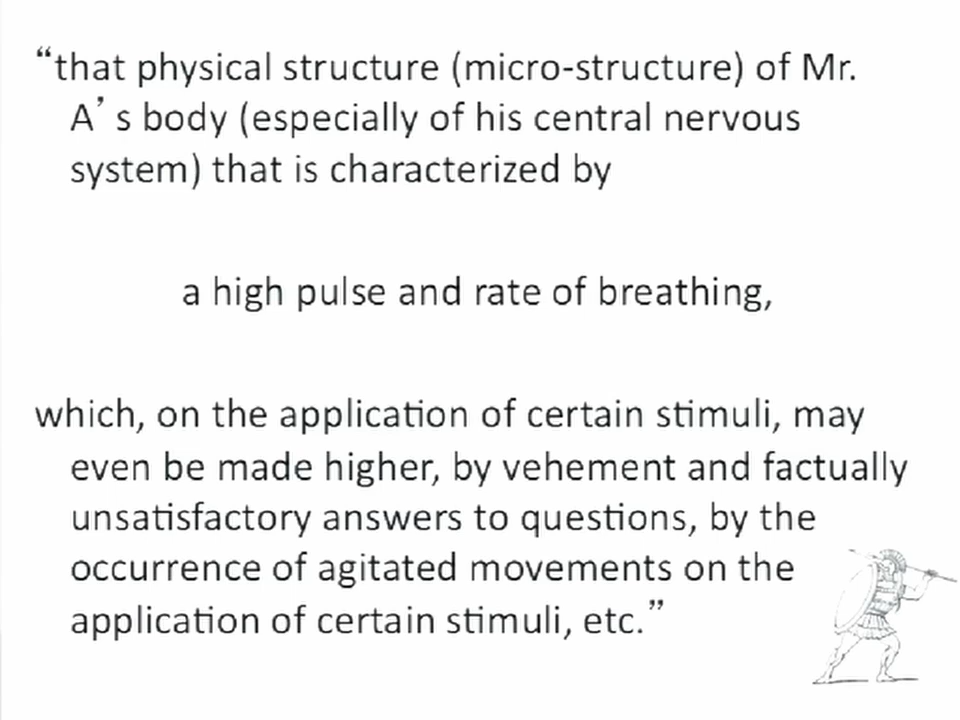 “that physical structure (micro-structure) of Mr.
A’ s body (especially of his central nervous
system) that is characterized by
a high pulse and rate of breathing,
which, on the application of certain stimuli, may
even be made higher, by vehement and factually
unsatisfactory answers to questions, by the
occurrence of agitated movements on the
application of certain stimuli, etc.”